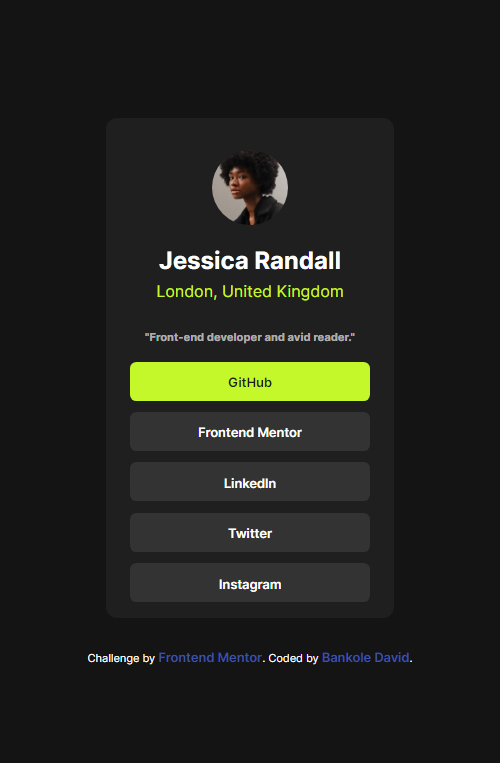 Jessica Randall
London, United Kingdom
"Front-end developer and avid reader."
GitHub
Frontend Mentor
LinkedIn
Twitter
Instagram
Challenge by Frontend Mentor. Coded by Bankole David.